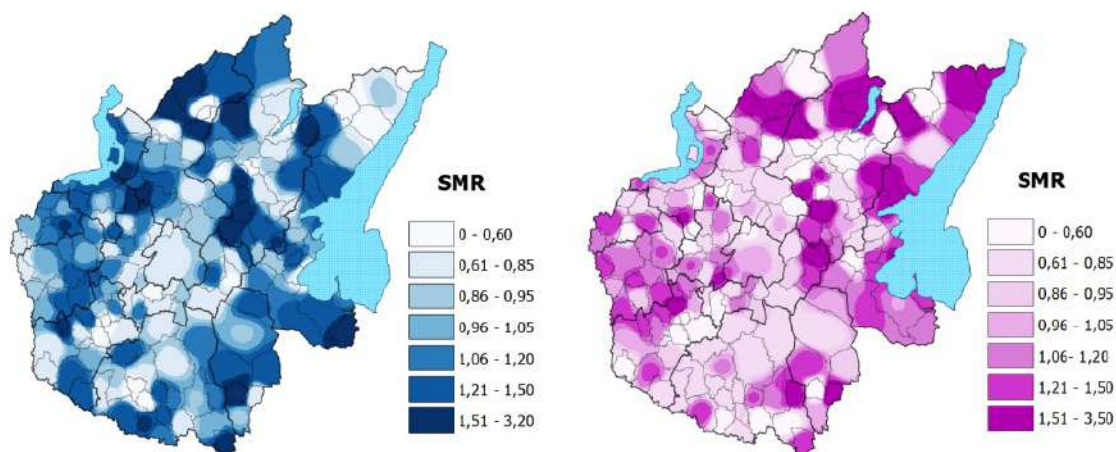 SMR
0 - 0,60
0,61 - 0,85
0,86 - 0,95
0,96 - 1,05
1,06 - 1,20
1,21 - 1,50
1,51 - 3,20
SMR
0 - 0,60
0,61 - 0,85
0,86 - 0,95
0,96 - 1,05
1,06- 1,20
1,21 - 1,50
1,51 - 3,50